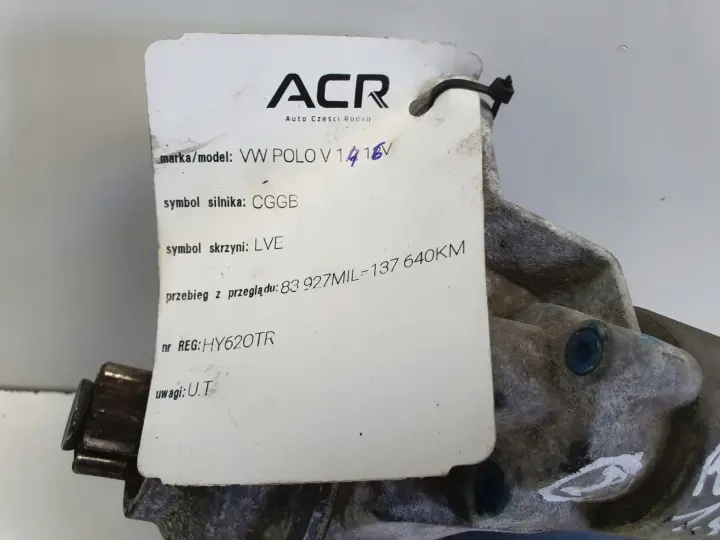 ACR
Auto Części Rudno
marka/model: VW POLO V 1.4 16V
symbol silnika: CGGB
symbol skrzyni: LVE
przebieg z przeglądu: 83 927MIL=137 640KM
nr REG: HY62OTR
uwagi: U.T